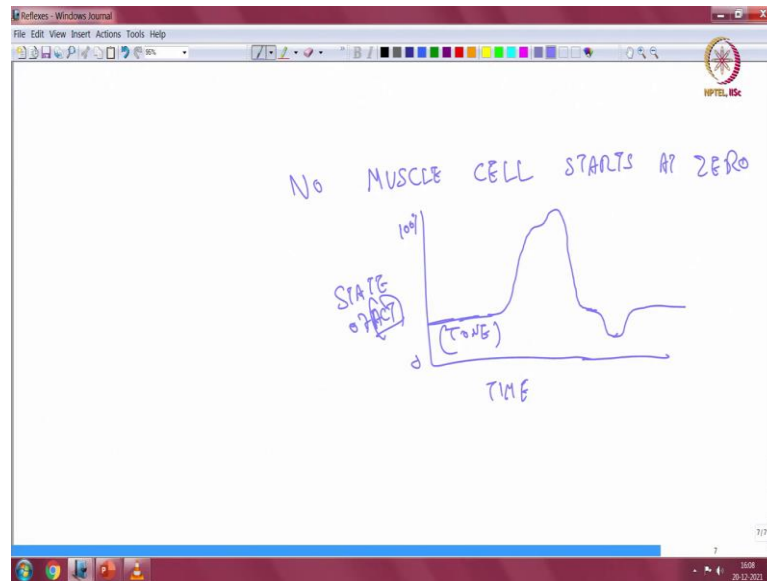 Reflexes - Windows Journal
File Edit View Insert Actions Tools Help
95%
B I
NPTEL, IISc
NO MUSCLE CELL STARTS AT ZERO
100%
STATE
OF ACT
(TONE)
0
TIME
7/7
7
16:08
20-12-2021